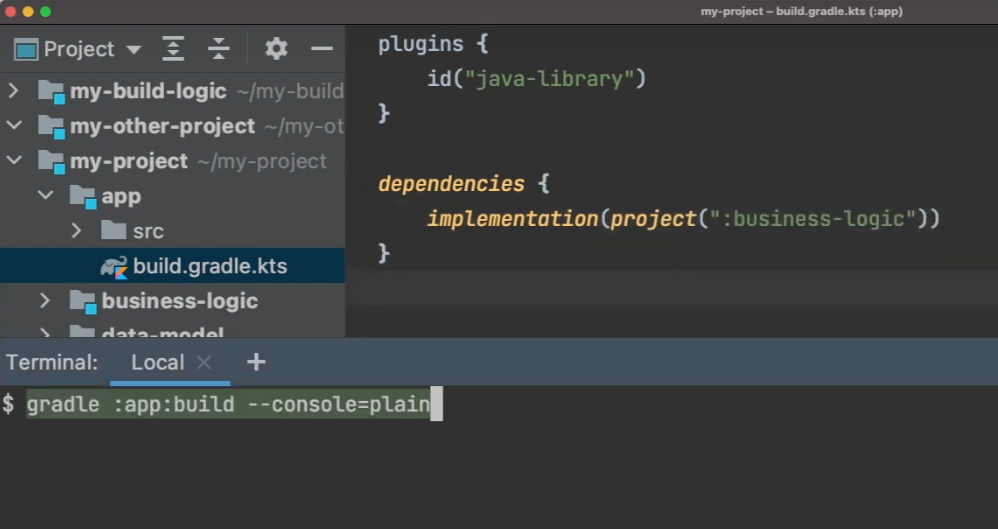 my-project – build.gradle.kts (:app)
Project
my-build-logic ~/my-build
my-other-project ~/my-ot
my-project ~/my-project
app
src
build.gradle.kts
business-logic
data-model
plugins {
id("java-library")
}
dependencies {
implementation(project(":business-logic"))
}
Terminal: Local × +
$ gradle :app:build --console=plain